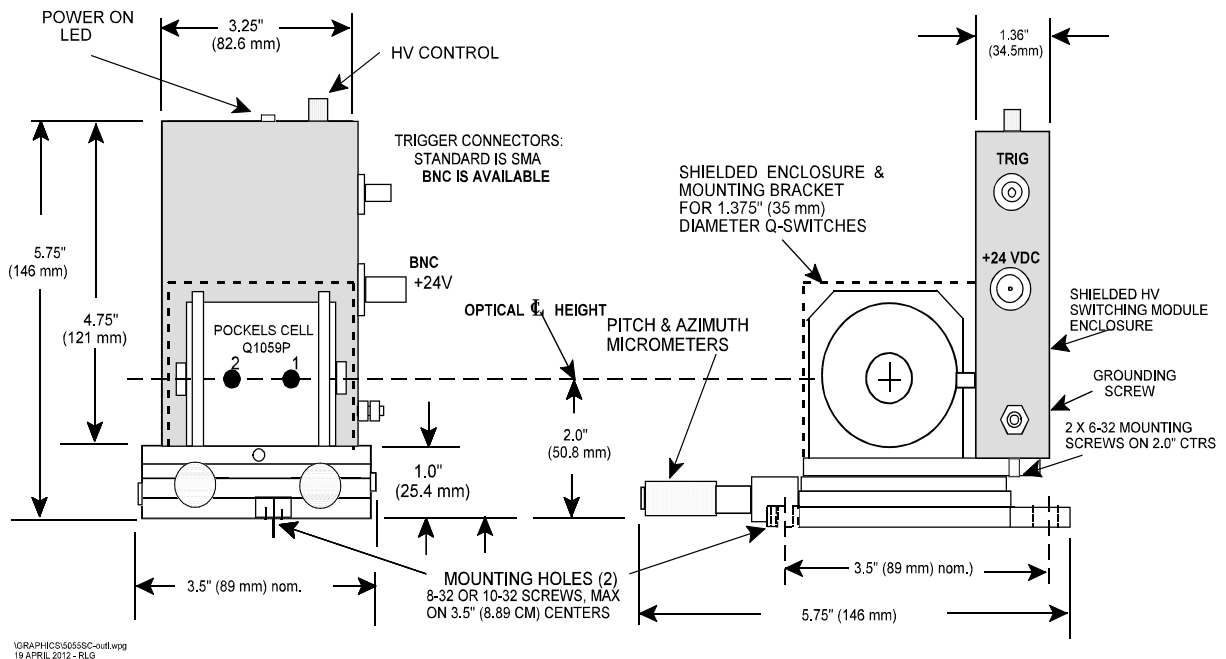 POWER ON
LED
3.25"
(82.6 mm)
HV CONTROL
TRIGGER CONNECTORS:
STANDARD IS SMA
BNC IS AVAILABLE
5.75"
(146 mm)
4.75"
(121 mm)
BNC
+24V
POCKELS CELL
Q1059P
2
1
OPTICAL ℄ HEIGHT
2.0"
(50.8 mm)
1.0"
(25.4 mm)
3.5" (89 mm) nom.
MOUNTING HOLES (2)
8-32 OR 10-32 SCREWS, MAX
ON 3.5" (8.89 CM) CENTERS
1.36"
(34.5mm)
SHIELDED ENCLOSURE &
MOUNTING BRACKET
FOR 1.375" (35 mm)
DIAMETER Q-SWITCHES
TRIG
+24 VDC
PITCH & AZIMUTH
MICROMETERS
SHIELDED HV
SWITCHING MODULE
ENCLOSURE
GROUNDING
SCREW
2 X 6-32 MOUNTING
SCREWS ON 2.0" CTRS
3.5" (89 mm) nom.)
5.75" (146 mm)
\GRAPHICS\5055SC-outl.wpg
19 APRIL 2012 - RLG